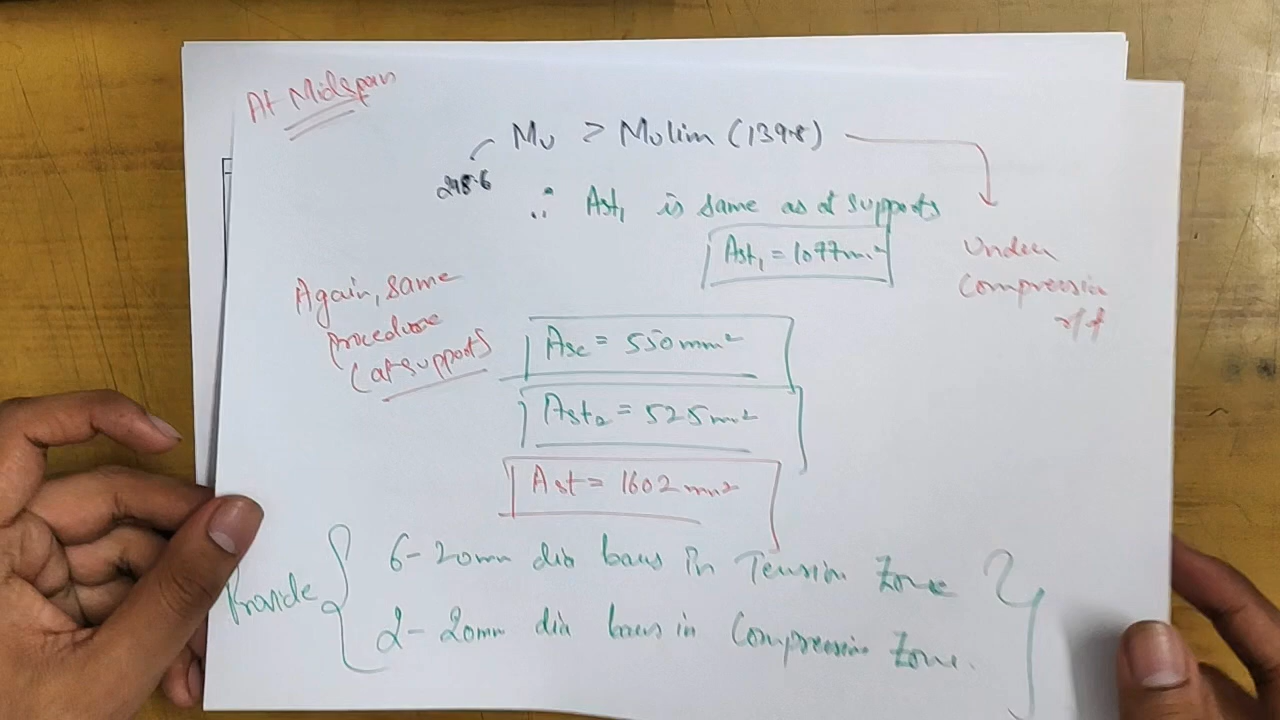 At Midspan
Mu > Mulim (139.8)
248.6
∴ Ast₁ is same as at supports
Ast₁ = 1077mm²
Under
Compression
r/f
Again, same
procedure
(at supports
Asc = 550mm²
Ast₂ = 525mm²
Ast = 1602mm²
Provide
6-20mm dia bars in Tension zone
2-20mm dia bars in Compression zone.